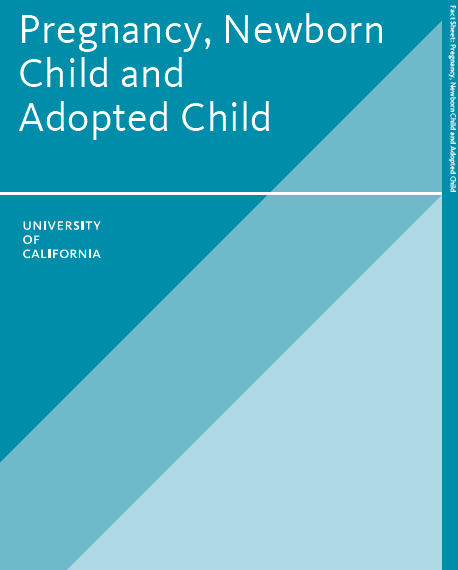 Pregnancy, Newborn
Child and
Adopted Child
UNIVERSITY
OF
CALIFORNIA
Fact Sheet: Pregnancy, Newborn Child and Adopted Child